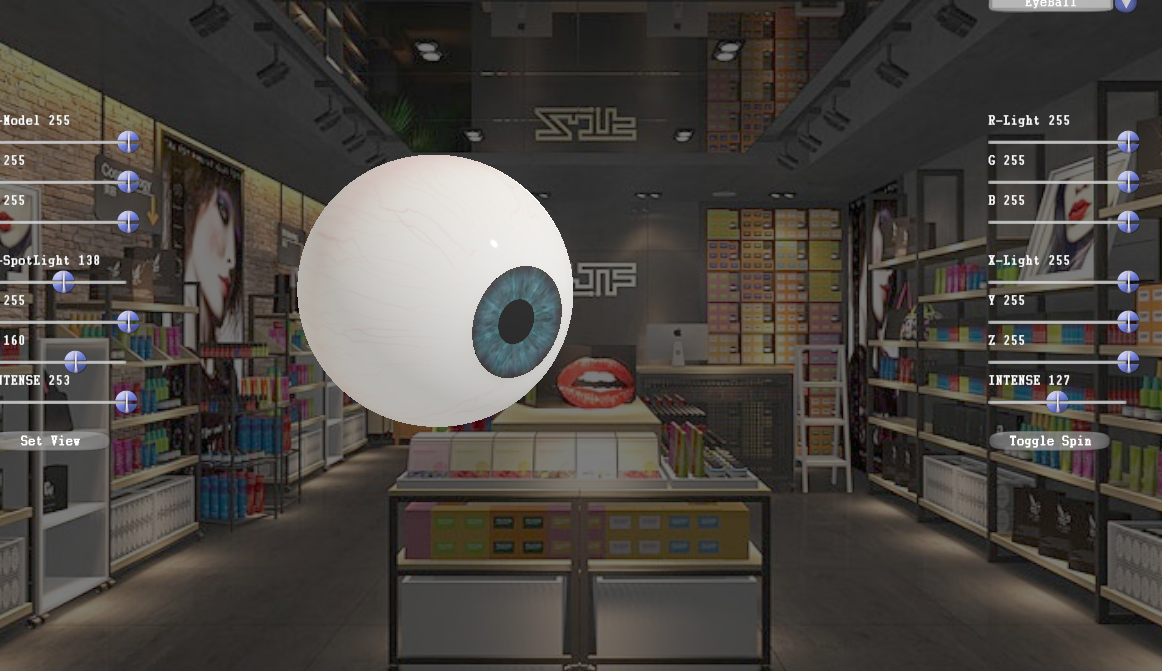 EyeBall
-Model 255
255
255
-SpotLight 138
255
160
NTENSE 253
Set View
R-Light 255
G 255
B 255
X-Light 255
Y 255
Z 255
INTENSE 127
Toggle Spin